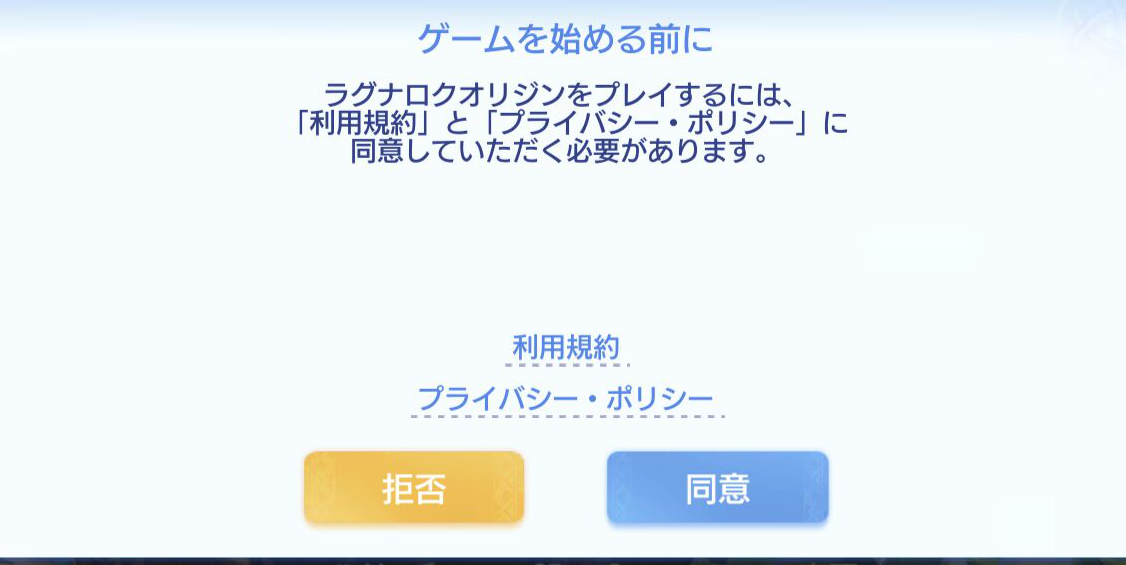 ゲームを始める前に
ラグナロクオリジンをプレイするには、
「利用規約」と「プライバシー・ポリシー」に
同意していただく必要があります。
利用規約
プライバシー・ポリシー
拒否
同意